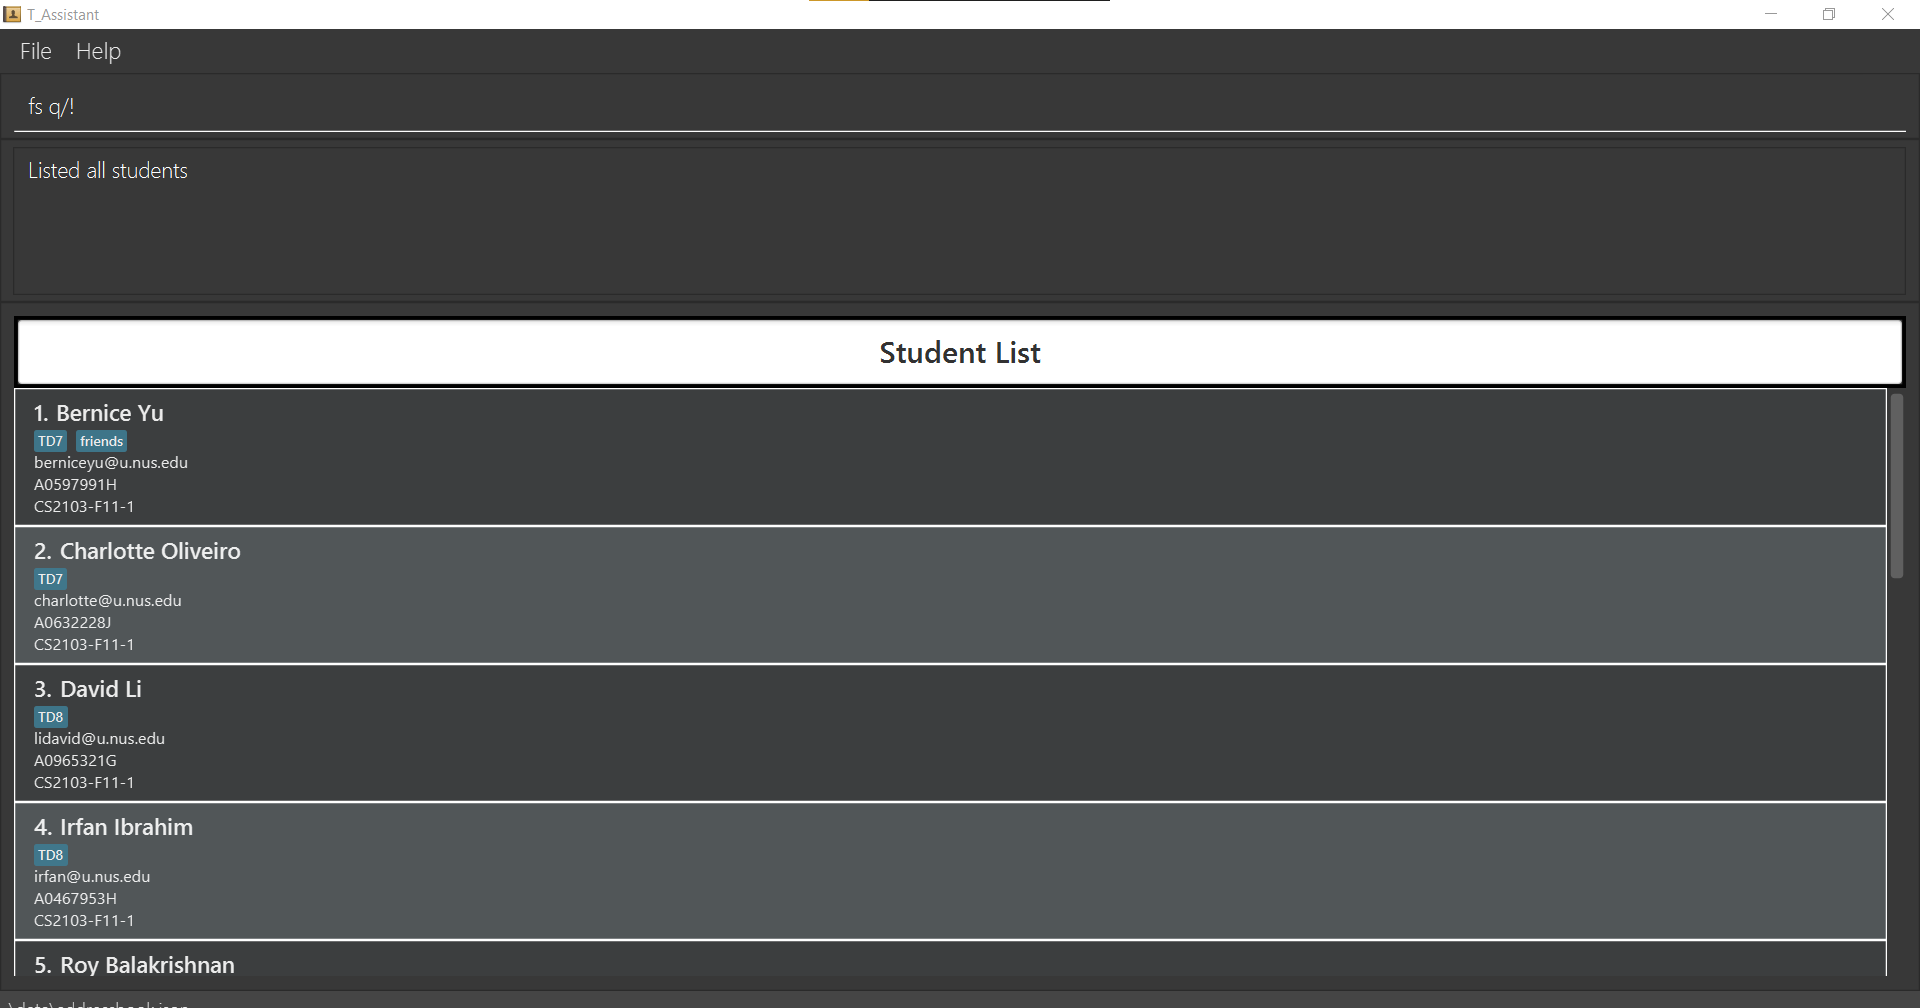 T_Assistant
File Help
fs q/!
Listed all students
Student List
1. Bernice Yu
TD7 friends
berniceyu@u.nus.edu
A0597991H
CS2103-F11-1
2. Charlotte Oliveiro
TD7
charlotte@u.nus.edu
A0632228J
CS2103-F11-1
3. David Li
TD8
lidavid@u.nus.edu
A0965321G
CS2103-F11-1
4. Irfan Ibrahim
TD8
irfan@u.nus.edu
A0467953H
CS2103-F11-1
5. Roy Balakrishnan